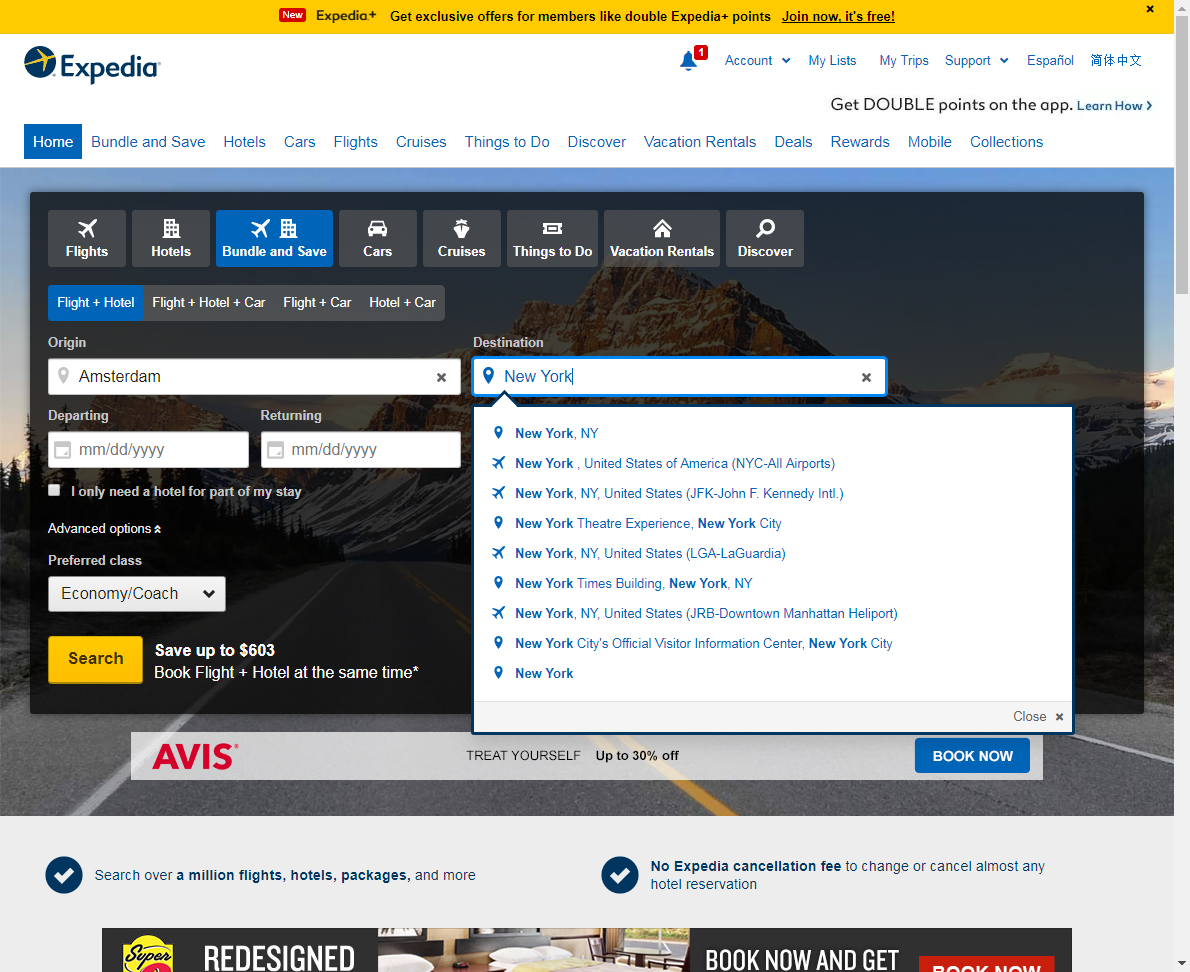 New Expedia+ Get exclusive offers for members like double Expedia+ points Join now, it's free!
Expedia
1 Account My Lists My Trips Support Español 简体中文
Get DOUBLE points on the app. Learn How
Home Bundle and Save Hotels Cars Flights Cruises Things to Do Discover Vacation Rentals Deals Rewards Mobile Collections
Flights Hotels Bundle and Save Cars Cruises Things to Do Vacation Rentals Discover
Flight + Hotel Flight + Hotel + Car Flight + Car Hotel + Car
Origin Destination
Amsterdam New York
Departing Returning
mm/dd/yyyy mm/dd/yyyy
I only need a hotel for part of my stay
Advanced options
Preferred class
Economy/Coach
Search
Save up to $603
Book Flight + Hotel at the same time*
New York, NY
New York , United States of America (NYC-All Airports)
New York, NY, United States (JFK-John F. Kennedy Intl.)
New York Theatre Experience, New York City
New York, NY, United States (LGA-LaGuardia)
New York Times Building, New York, NY
New York, NY, United States (JRB-Downtown Manhattan Heliport)
New York City's Official Visitor Information Center, New York City
New York
Close
AVIS® TREAT YOURSELF Up to 30% off BOOK NOW
Search over a million flights, hotels, packages, and more
No Expedia cancellation fee to change or cancel almost any
hotel reservation
Super
REDESIGNED
BOOK NOW AND GET
BOOK NOW